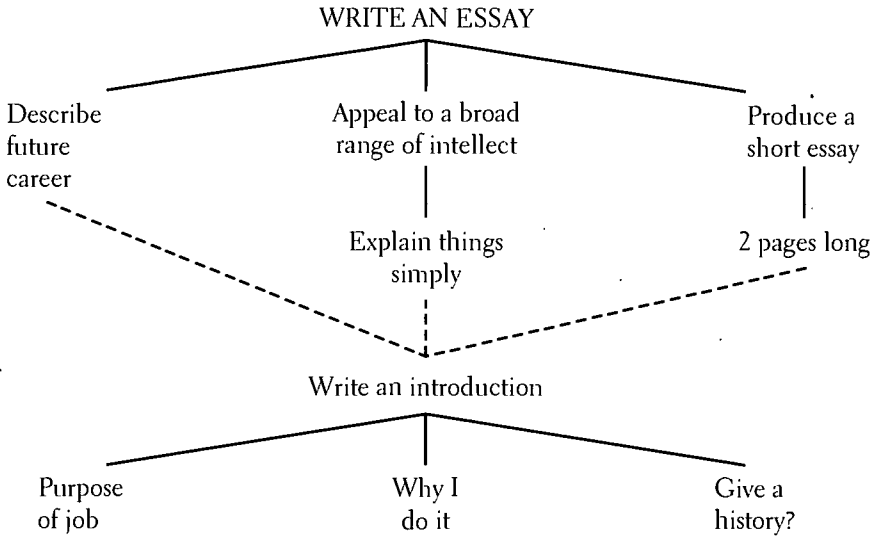 WRITE AN ESSAY
Describe
future
career
Appeal to a broad
range of intellect
Produce a
short essay
Explain things
simply
2 pages long
Write an introduction
Purpose
of job
Why I
do it
Give a
history?